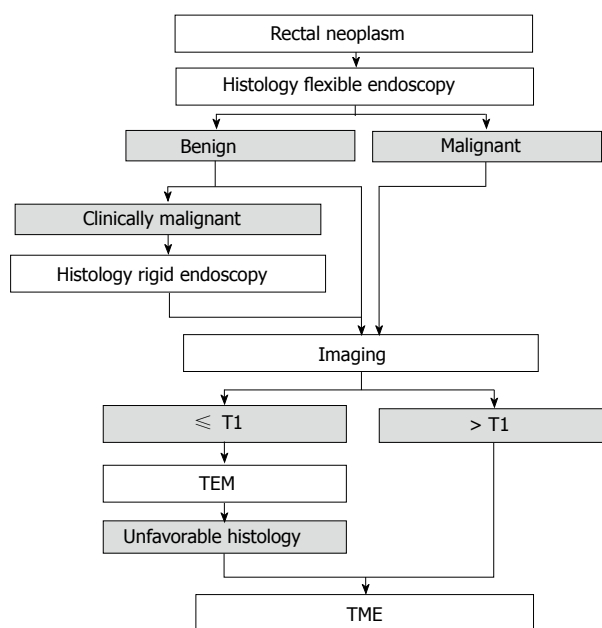 Rectal neoplasm
Histology flexible endoscopy
Benign
Malignant
Clinically malignant
Histology rigid endoscopy
Imaging
⩽ T1
> T1
TEM
Unfavorable histology
TME